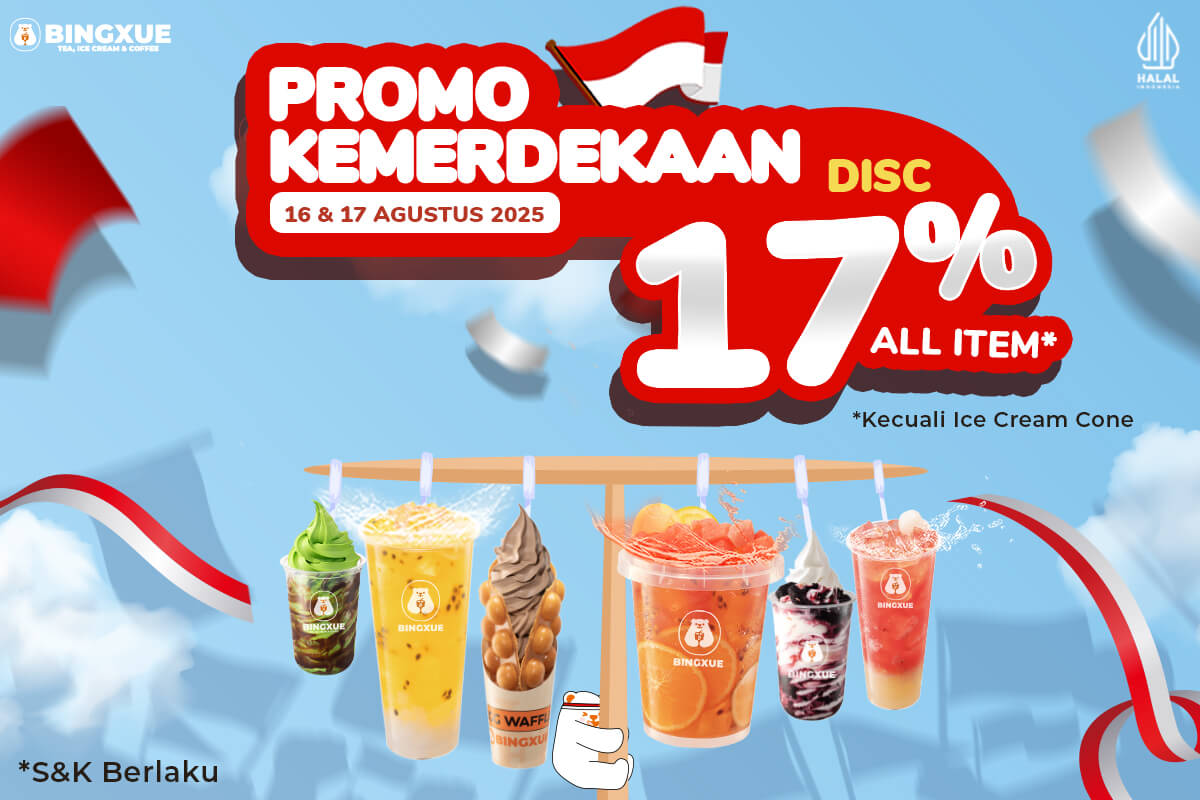 BINGXUE
TEA, ICE CREAM & COFFEE
HALAL
INDONESIA
PROMO
KEMERDEKAAN
16 & 17 AGUSTUS 2025
DISC
17%
ALL ITEM*
*Kecuali Ice Cream Cone
BINGXUE
BINGXUE
WAFFL
BINGXUE
BINGXUE
BINGXUE
BINGXUE
*S&K Berlaku